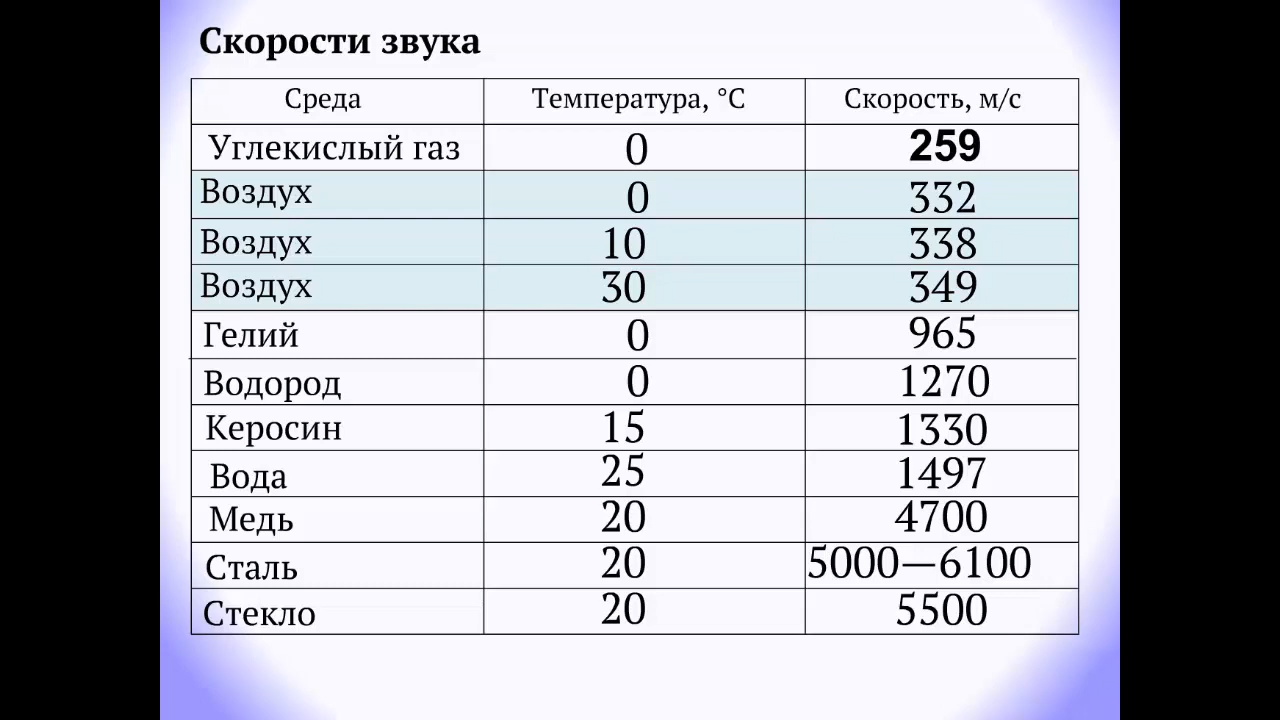 Скорости звука
Среда Температура, °С Скорость, м/с
Углекислый газ 0 259
Воздух 0 332
Воздух 10 338
Воздух 30 349
Гелий 0 965
Водород 0 1270
Керосин 15 1330
Вода 25 1497
Медь 20 4700
Сталь 20 5000—6100
Стекло 20 5500